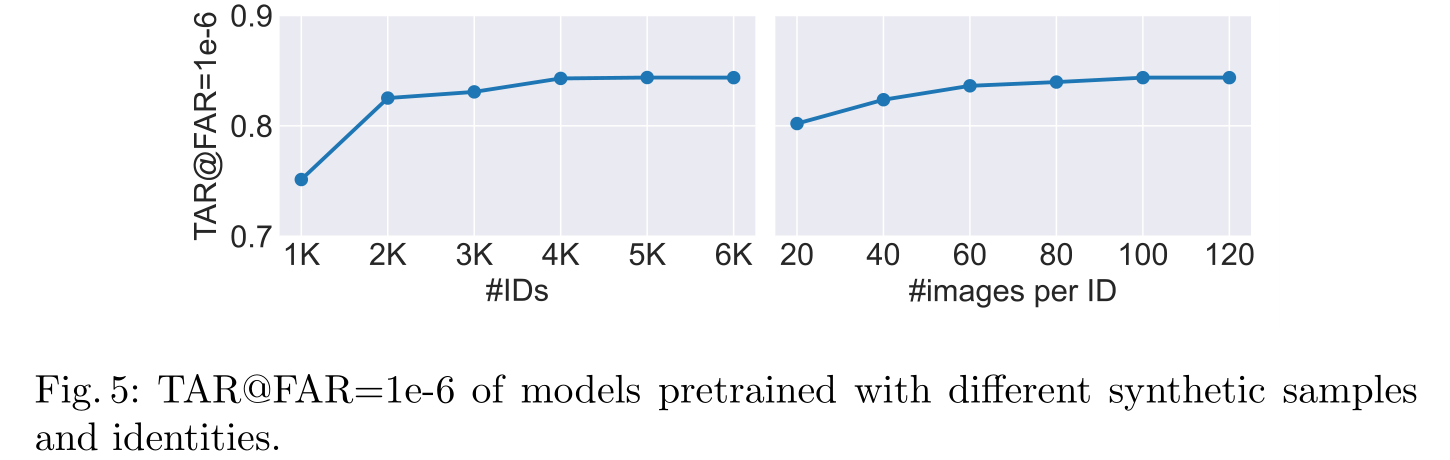 TAR@FAR=1e-6
0.9
0.8
0.7
1K 2K 3K 4K 5K 6K
#IDs
20 40 60 80 100 120
#images per ID
Fig. 5: TAR@FAR=1e-6 of models pretrained with different synthetic samples
and identities.